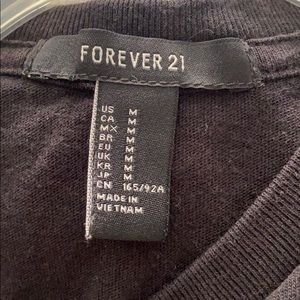 FOREVER 21
US M
CA M
MX M
BR M
EU M
UK M
KR M
JP M
CN 165/92A
MADE IN
VIETNAM